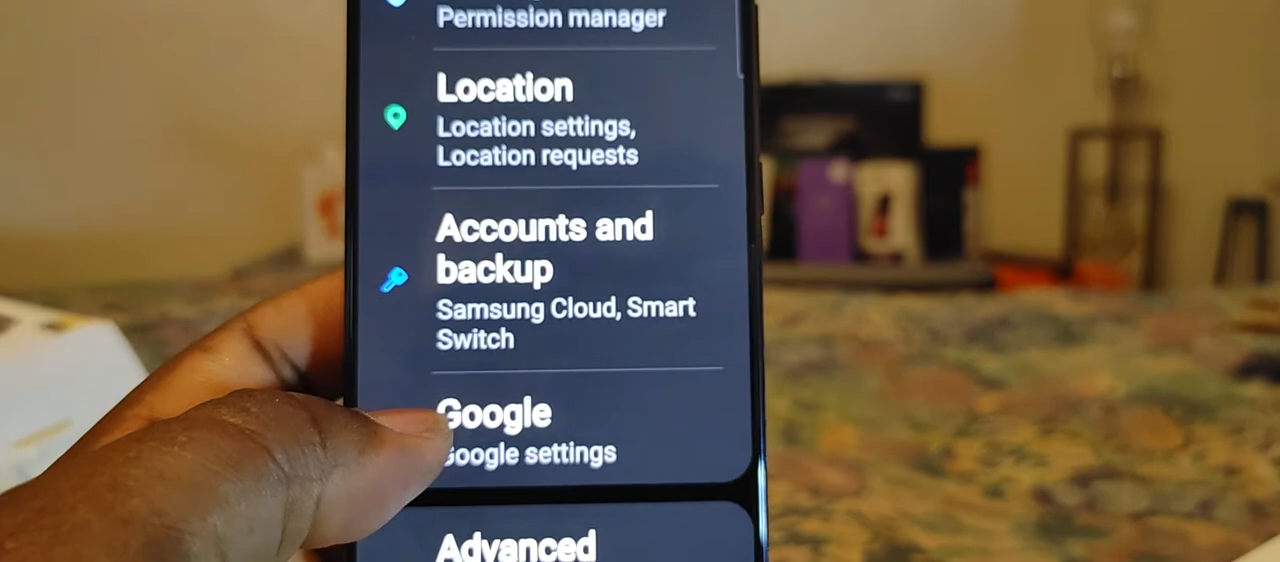 Permission manager
Location
Location settings,
Location requests
Accounts and
backup
Samsung Cloud, Smart
Switch
Google
Google settings
Advanced